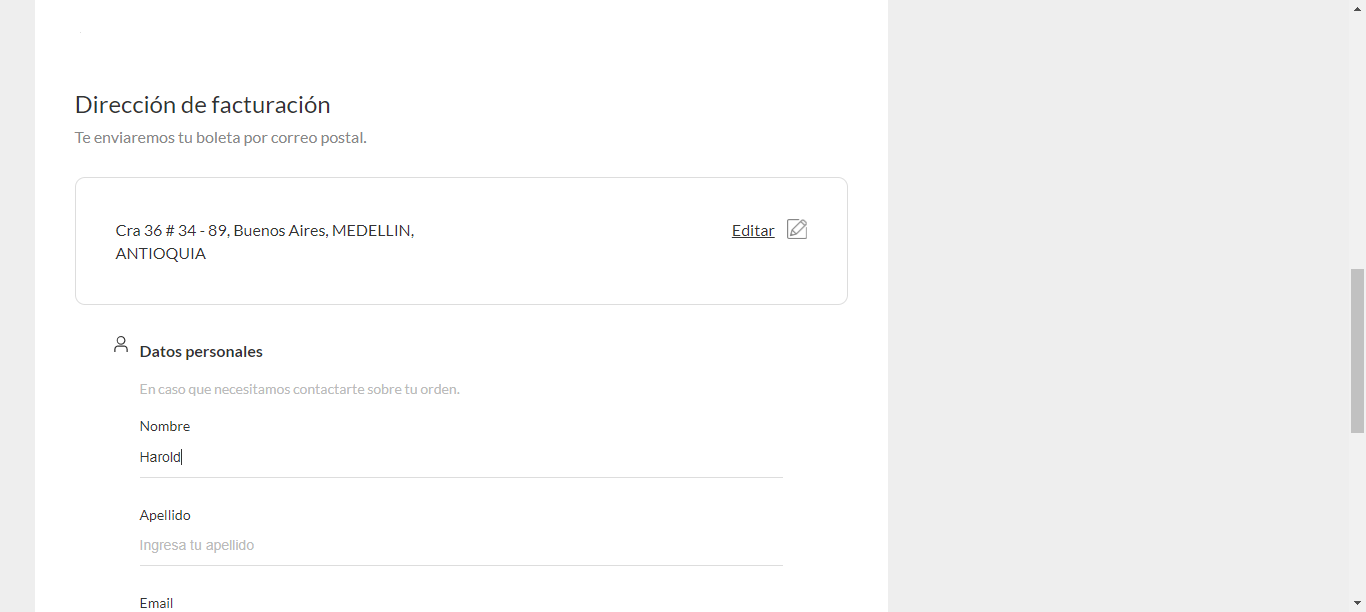 Dirección de facturación
Te enviaremos tu boleta por correo postal.
Cra 36 # 34 - 89, Buenos Aires, MEDELLIN,
ANTIOQUIA
Editar
Datos personales
En caso que necesitamos contactarte sobre tu orden.
Nombre
Harold
Apellido
Ingresa tu apellido
Email